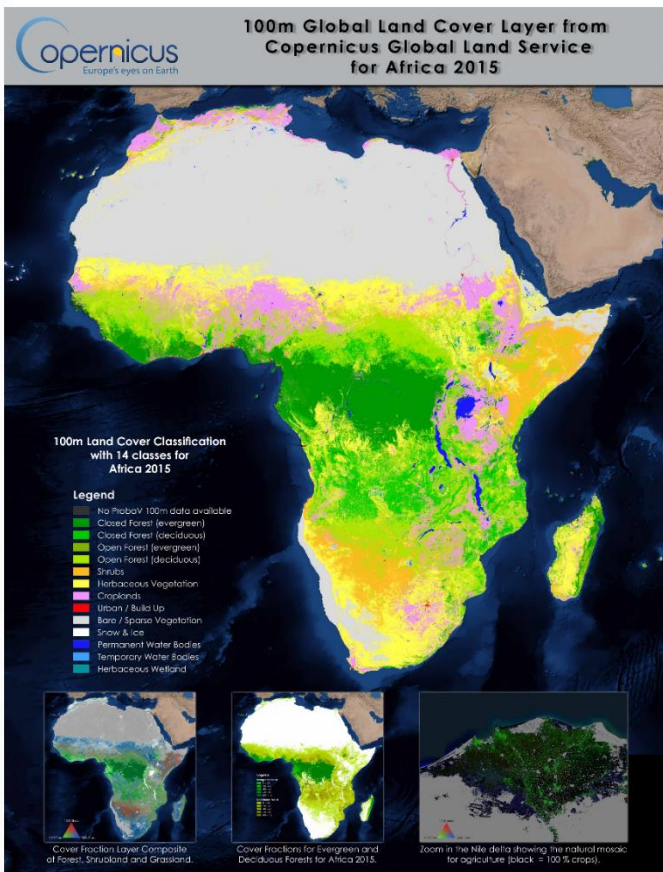 Copernicus
Europe's eyes on Earth
100m Global Land Cover Layer from
Copernicus Global Land Service
for Africa 2015
100m Land Cover Classification
with 14 classes for
Africa 2015
Legend
No ProbaV 100m data available
Closed Forest (evergreen)
Closed Forest (deciduous)
Open Forest (evergreen)
Open Forest (deciduous)
Shrubs
Herbaceous Vegetation
Croplands
Urban / Build Up
Bare / Sparse Vegetation
Snow & Ice
Permanent Water Bodies
Temporary Water Bodies
Herbaceous Wetland
Legend
Cover Fraction Layer Composite
of Forest, Shrubland and Grassland.
Cover Fractions for Evergreen and
Deciduous Forests for Africa 2015.
Zoom in the Nile delta showing the natural mosaic
for agriculture (black = 100 % crops).